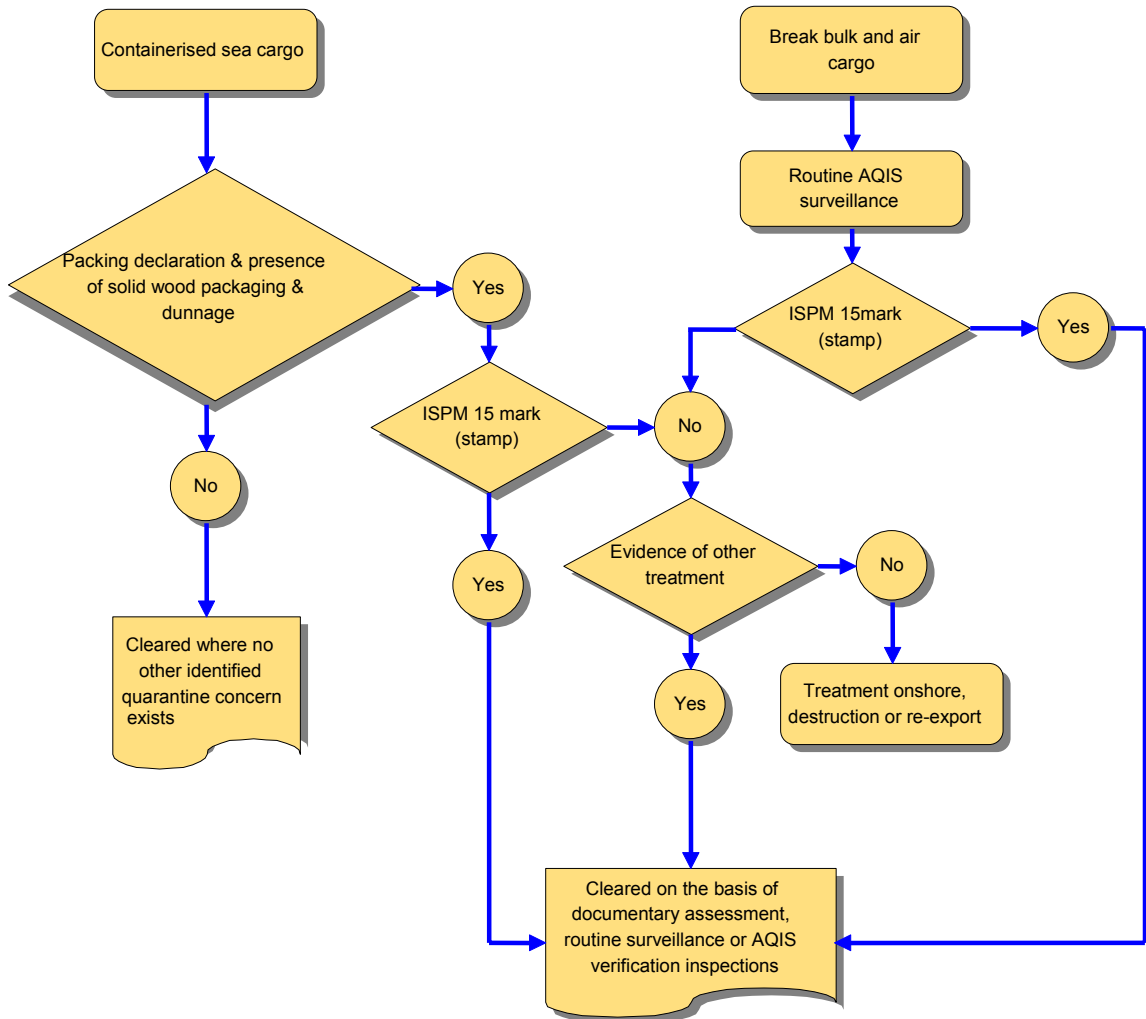 Containerised sea cargo
Break bulk and air
cargo
Routine AQIS
surveillance
Packing declaration & presence
of solid wood packaging &
dunnage
Yes
ISPM 15mark
(stamp)
Yes
ISPM 15 mark
(stamp)
No
No
Yes
Evidence of other
treatment
No
Cleared where no
other identified
quarantine concern
exists
Yes
Treatment onshore,
destruction or re-export
Cleared on the basis of
documentary assessment,
routine surveillance or AQIS
verification inspections